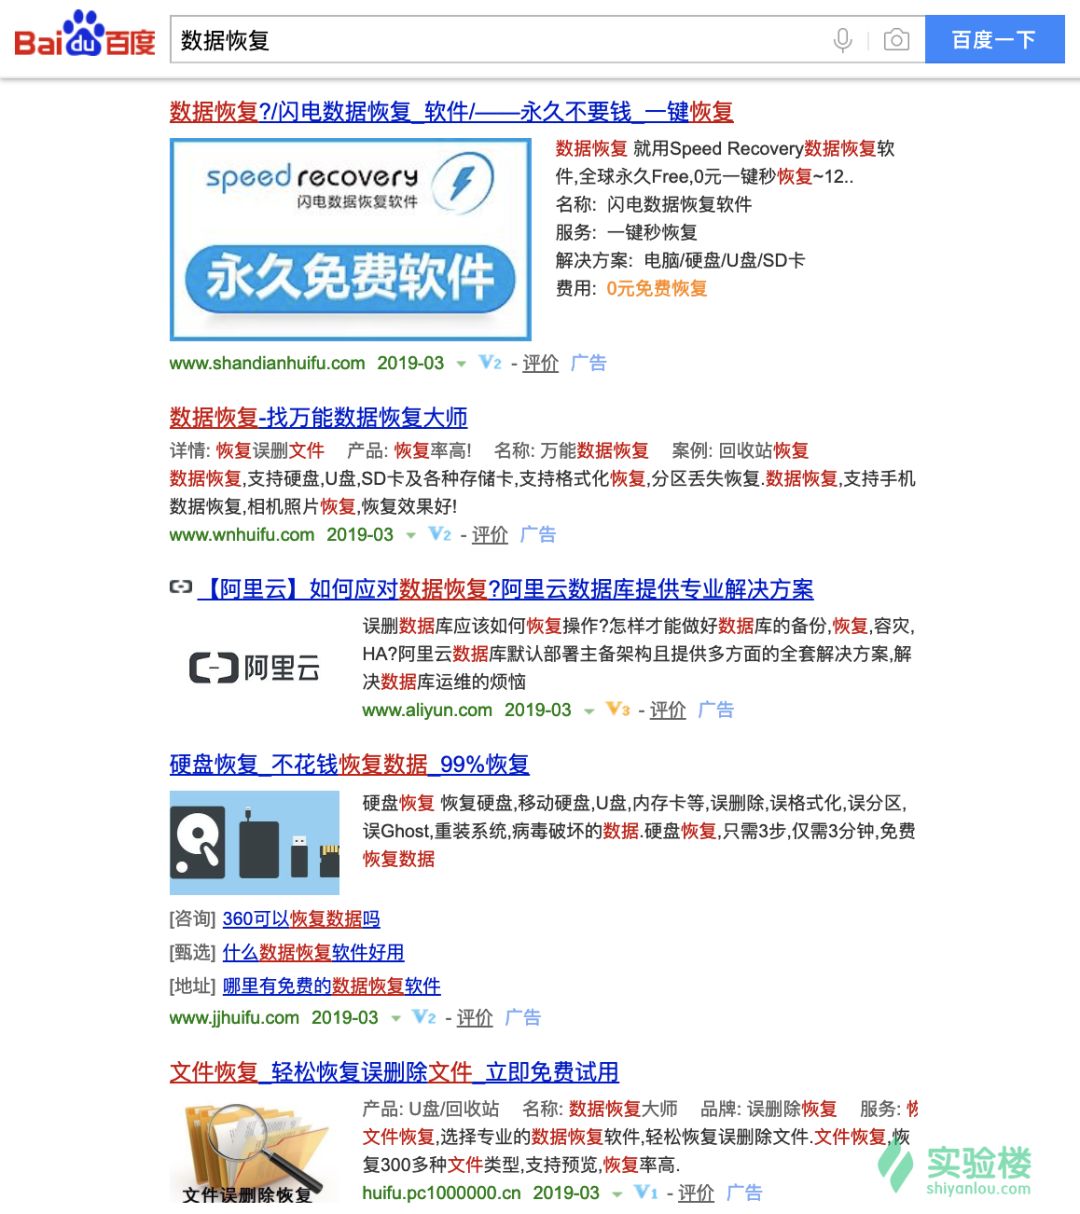 Bai du 百度 数据恢复 百度一下
数据恢复?/闪电数据恢复_软件/——永久不要钱_一键恢复
speed recovery
闪电数据恢复软件
永久免费软件
数据恢复 就用Speed Recovery数据恢复软
件,全球永久Free,0元一键秒恢复~12..
名称: 闪电数据恢复软件
服务: 一键秒恢复
解决方案: 电脑/硬盘/U盘/SD卡
费用: 0元免费恢复
www.shandianhuifu.com 2019-03 V2 - 评价 广告
数据恢复-找万能数据恢复大师
详情: 恢复误删文件 产品: 恢复率高! 名称: 万能数据恢复 案例: 回收站恢复
数据恢复,支持硬盘,U盘,SD卡及各种存储卡,支持格式化恢复,分区丢失恢复.数据恢复,支持手机
数据恢复,相机照片恢复,恢复效果好!
www.wnhuifu.com 2019-03 V2 - 评价 广告
【阿里云】如何应对数据恢复?阿里云数据库提供专业解决方案
阿里云
误删数据库应该如何恢复操作?怎样才能做好数据库的备份,恢复,容灾,
HA?阿里云数据库默认部署主备架构且提供多方面的全套解决方案,解
决数据库运维的烦恼
www.aliyun.com 2019-03 V3 - 评价 广告
硬盘恢复_不花钱恢复数据_99%恢复
硬盘恢复 恢复硬盘,移动硬盘,U盘,内存卡等,误删除,误格式化,误分区,
误Ghost,重装系统,病毒破坏的数据.硬盘恢复,只需3步,仅需3分钟,免费
恢复数据
[咨询] 360可以恢复数据吗
[甄选] 什么数据恢复软件好用
[地址] 哪里有免费的数据恢复软件
www.jjhuifu.com 2019-03 V2 - 评价 广告
文件恢复_轻松恢复误删除文件_立即免费试用
文件误删除恢复
产品: U盘/回收站 名称: 数据恢复大师 品牌: 误删除恢复 服务: 恢
文件恢复,选择专业的数据恢复软件,轻松恢复误删除文件.文件恢复,恢
复300多种文件类型,支持预览,恢复率高.
huifu.pc1000000.cn 2019-03 V1 - 评价 广告
实验楼
shiyanlou.com